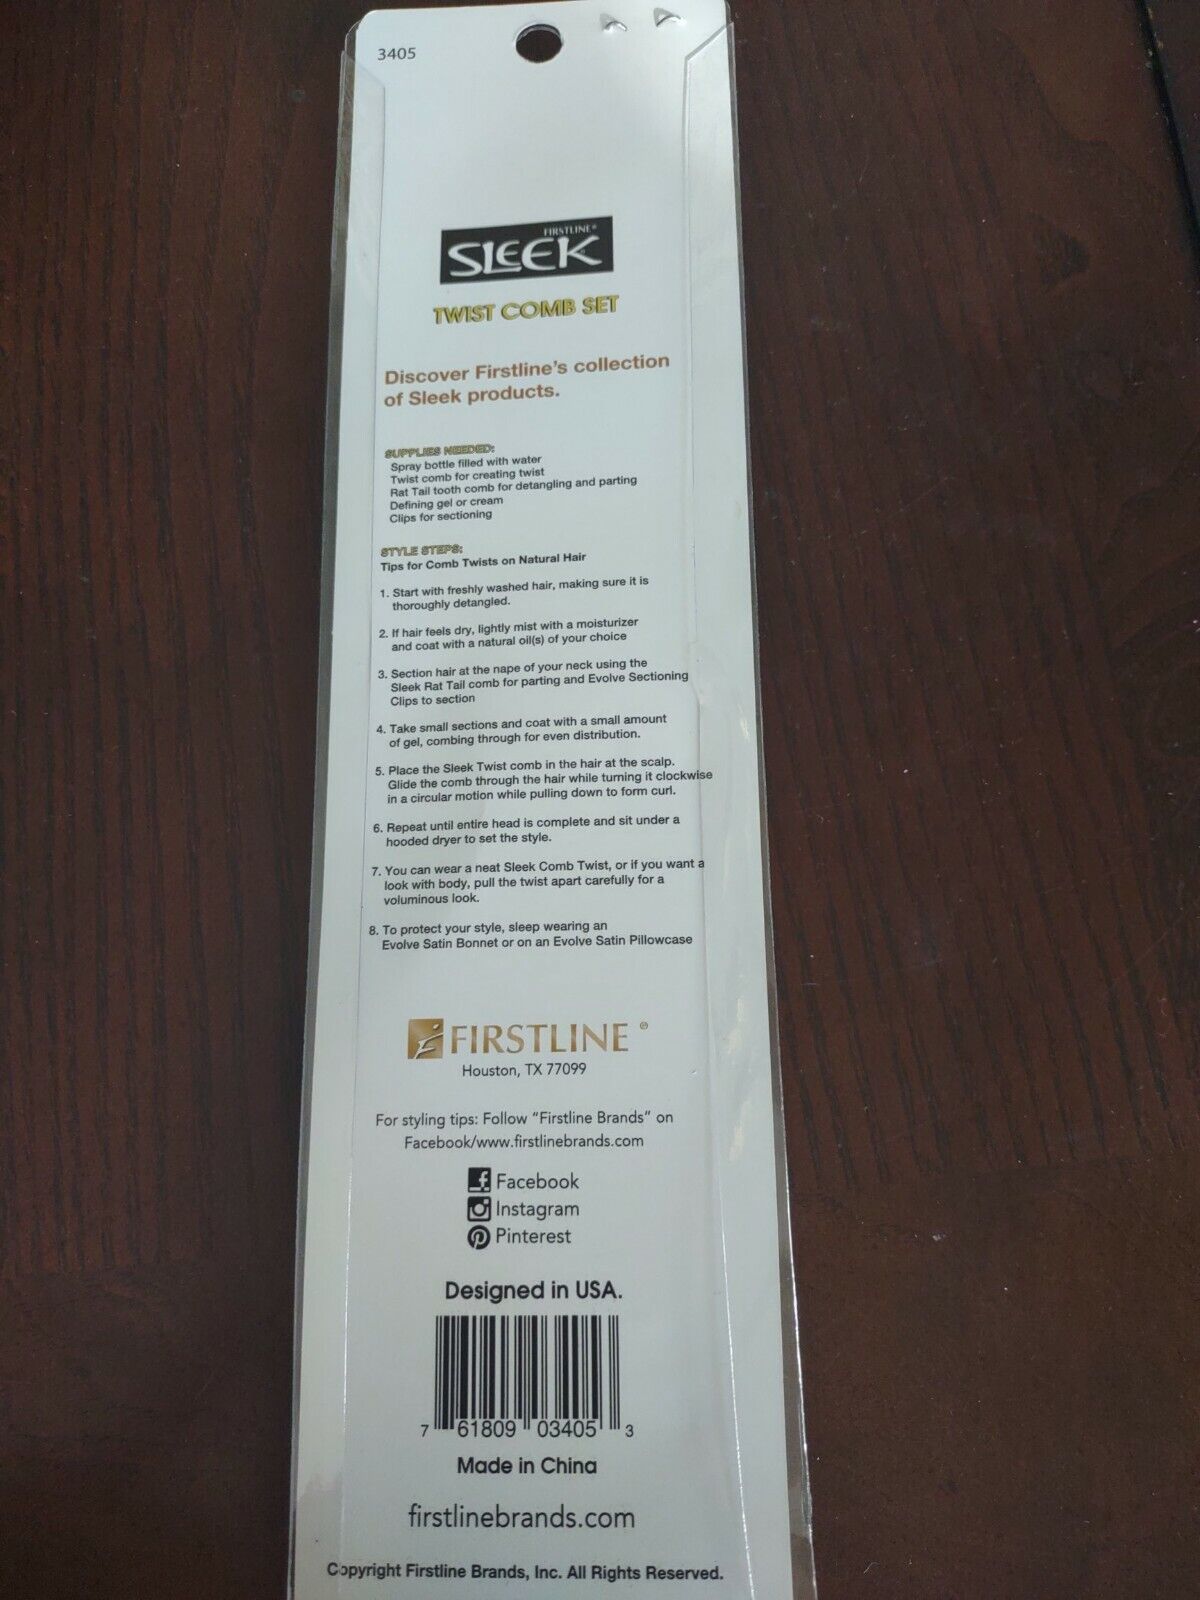 3405
FIRSTLINE®
SLEEK
TWIST COMB SET
Discover Firstline's collection
of Sleek products.
SUPPLIES NEEDED:
Spray bottle filled with water
Twist comb for creating twist
Rat Tail tooth comb for detangling and parting
Defining gel or cream
Clips for sectioning
STYLE STEPS:
Tips for Comb Twists on Natural Hair
1. Start with freshly washed hair, making sure it is
thoroughly detangled.
2. If hair feels dry, lightly mist with a moisturizer
and coat with a natural oil(s) of your choice
3. Section hair at the nape of your neck using the
Sleek Rat Tail comb for parting and Evolve Sectioning
Clips to section
4. Take small sections and coat with a small amount
of gel, combing through for even distribution.
5. Place the Sleek Twist comb in the hair at the scalp.
Glide the comb through the hair while turning it clockwise
in a circular motion while pulling down to form curl.
6. Repeat until entire head is complete and sit under a
hooded dryer to set the style.
7. You can wear a neat Sleek Comb Twist, or if you want a
look with body, pull the twist apart carefully for a
voluminous look.
8. To protect your style, sleep wearing an
Evolve Satin Bonnet or on an Evolve Satin Pillowcase
FIRSTLINE®
Houston, TX 77099
For styling tips: Follow "Firstline Brands" on
Facebook/www.firstlinebrands.com
Facebook
Instagram
Pinterest
Designed in USA.
7 61809 03405 3
Made in China
firstlinebrands.com
Copyright Firstline Brands, Inc. All Rights Reserved.